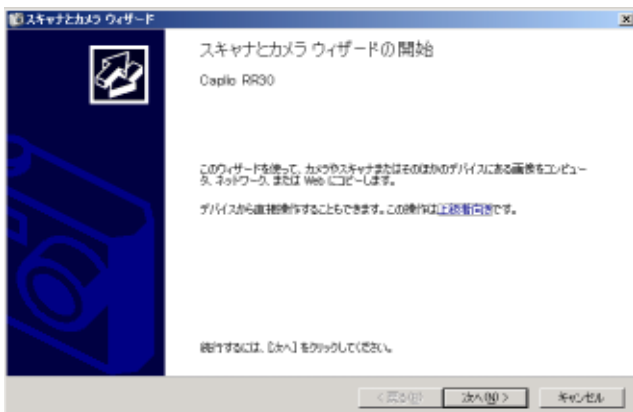 スキャナとカメラ ウィザード
スキャナとカメラ ウィザードの開始
Caplio RR30
このウィザードを使って、カメラやスキャナまたはそのほかのデバイスにある画像をコンピュー
タ、ネットワーク、または Web にコピーします。
デバイスから直接操作することもできます。この操作は上級者向きです。
続行するには、[次へ] をクリックしてください。
< 戻る(B)
次へ(N) >
キャンセル